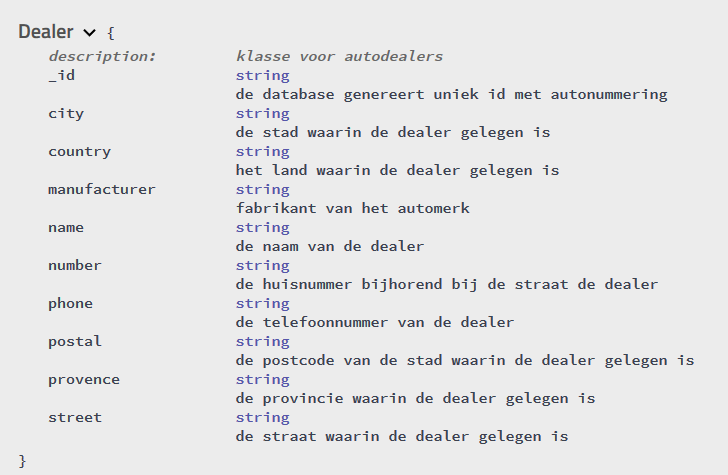 Dealer {
description: klasse voor autodealers
_id string
de database genereert uniek id met autonummering
city string
de stad waarin de dealer gelegen is
country string
het land waarin de dealer gelegen is
manufacturer string
fabrikant van het automerk
name string
de naam van de dealer
number string
de huisnummer bijhorend bij de straat de dealer
phone string
de telefoonnummer van de dealer
postal string
de postcode van de stad waarin de dealer gelegen is
provence string
de provincie waarin de dealer gelegen is
street string
de straat waarin de dealer gelegen is
}